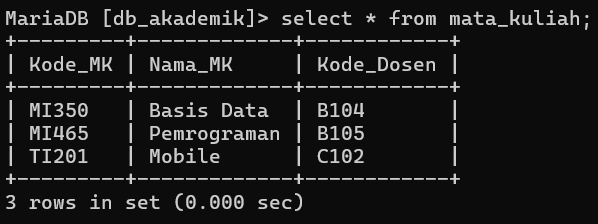 MariaDB [db_akademik]> select * from mata_kuliah;
+---------+-------------+------------+
| Kode_MK | Nama_MK     | Kode_Dosen |
+---------+-------------+------------+
| MI350   | Basis Data  | B104       |
| MI465   | Pemrograman | B105       |
| TI201   | Mobile      | C102       |
+---------+-------------+------------+
3 rows in set (0.000 sec)